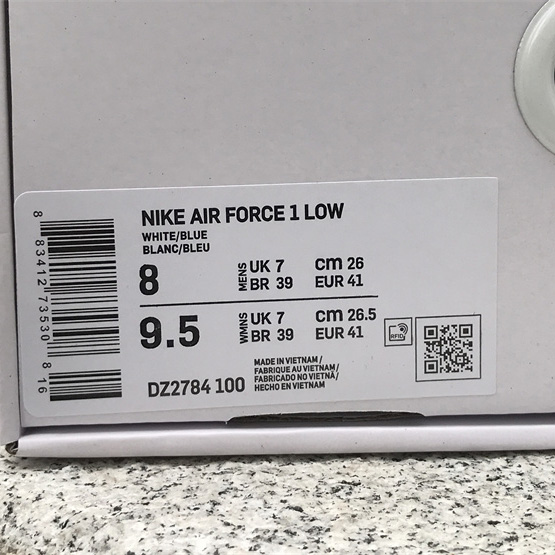 NIKE AIR FORCE 1 LOW
WHITE/BLUE
BLANC/BLEU
8 MENS UK 7 cm 26
BR 39 EUR 41
9.5 WMNS UK 7 cm 26.5
BR 39 EUR 41
RFID
DZ2784 100
MADE IN VIETNAM/
FABRIQUE AU VIETNAM/
FABRICADO NO VIETNÃ/
HECHO EN VIETNAM
8 83412 73530 8 16